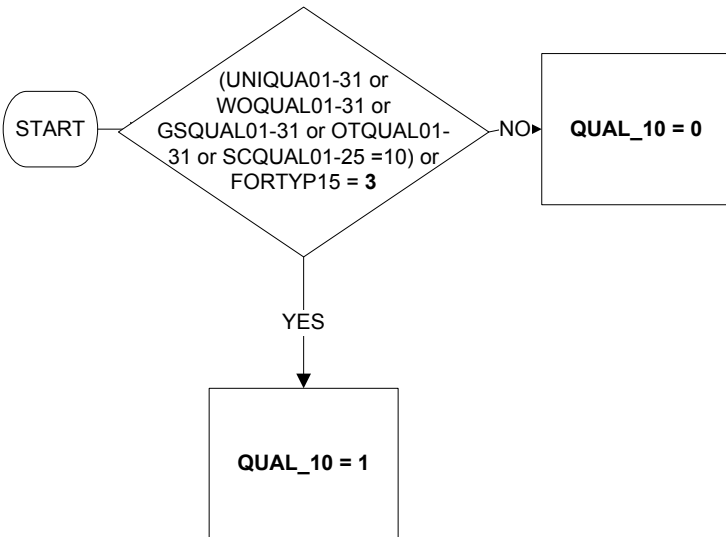 START
(UNIQUA01-31 or
WOQUAL01-31 or
GSQUAL01-31 or OTQUAL01-
31 or SCQUAL01-25 =10) or
FORTYP15 = 3
NO
QUAL_10 = 0
YES
QUAL_10 = 1